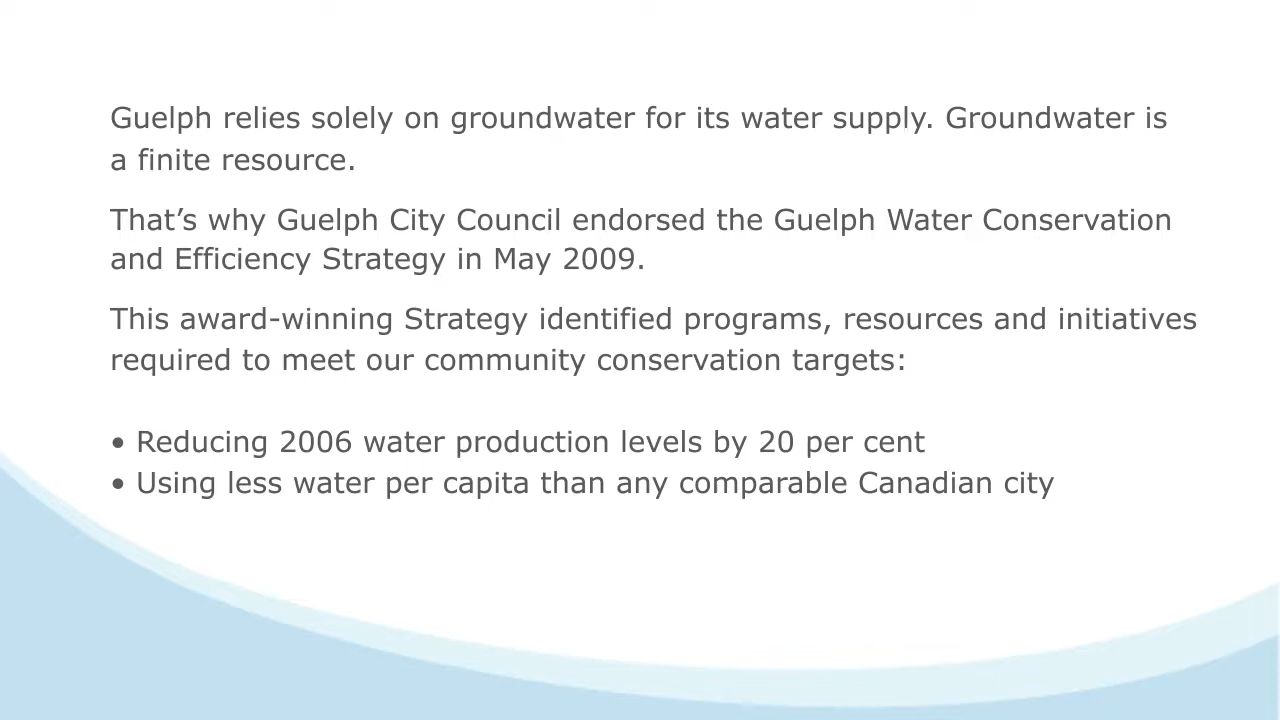 Guelph relies solely on groundwater for its water supply. Groundwater is
a finite resource.
That’s why Guelph City Council endorsed the Guelph Water Conservation
and Efficiency Strategy in May 2009.
This award-winning Strategy identified programs, resources and initiatives
required to meet our community conservation targets:
• Reducing 2006 water production levels by 20 per cent
• Using less water per capita than any comparable Canadian city